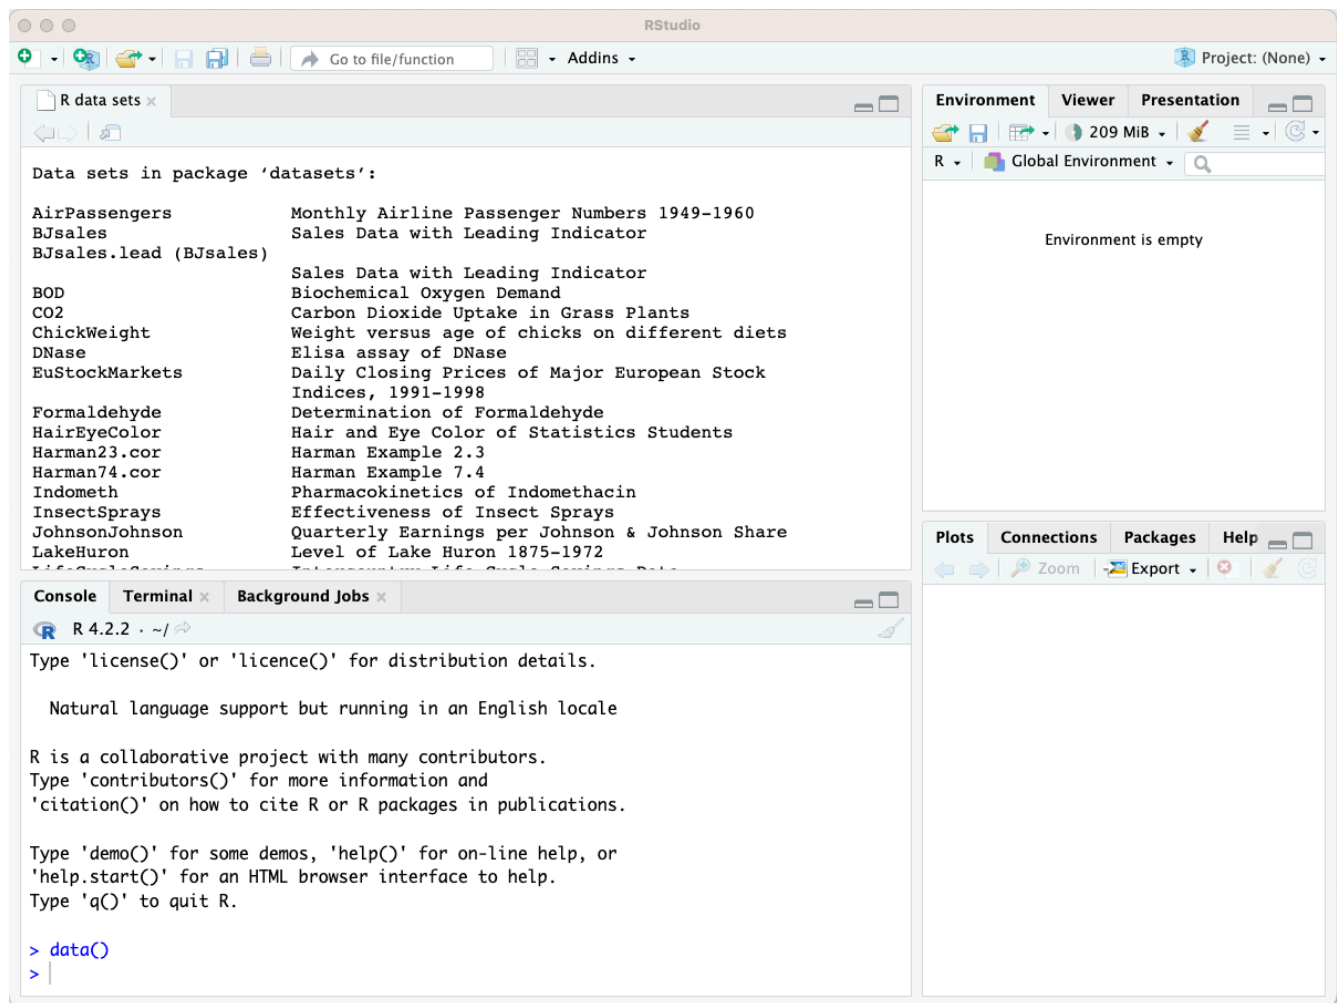 RStudio
Go to file/function
Addins
Project: (None)
R data sets
Data sets in package ‘datasets’:
AirPassengers Monthly Airline Passenger Numbers 1949-1960
BJsales Sales Data with Leading Indicator
BJsales.lead (BJsales)
Sales Data with Leading Indicator
BOD Biochemical Oxygen Demand
CO2 Carbon Dioxide Uptake in Grass Plants
ChickWeight Weight versus age of chicks on different diets
DNase Elisa assay of DNase
EuStockMarkets Daily Closing Prices of Major European Stock
Indices, 1991-1998
Formaldehyde Determination of Formaldehyde
HairEyeColor Hair and Eye Color of Statistics Students
Harman23.cor Harman Example 2.3
Harman74.cor Harman Example 7.4
Indometh Pharmacokinetics of Indomethacin
InsectSprays Effectiveness of Insect Sprays
JohnsonJohnson Quarterly Earnings per Johnson & Johnson Share
LakeHuron Level of Lake Huron 1875-1972
Console Terminal Background Jobs
R 4.2.2 · ~/
Type 'license()' or 'licence()' for distribution details.
Natural language support but running in an English locale
R is a collaborative project with many contributors.
Type 'contributors()' for more information and
'citation()' on how to cite R or R packages in publications.
Type 'demo()' for some demos, 'help()' for on-line help, or
'help.start()' for an HTML browser interface to help.
Type 'q()' to quit R.
> data()
>
Environment Viewer Presentation
209 MiB
R Global Environment
Environment is empty
Plots Connections Packages Help
Zoom Export